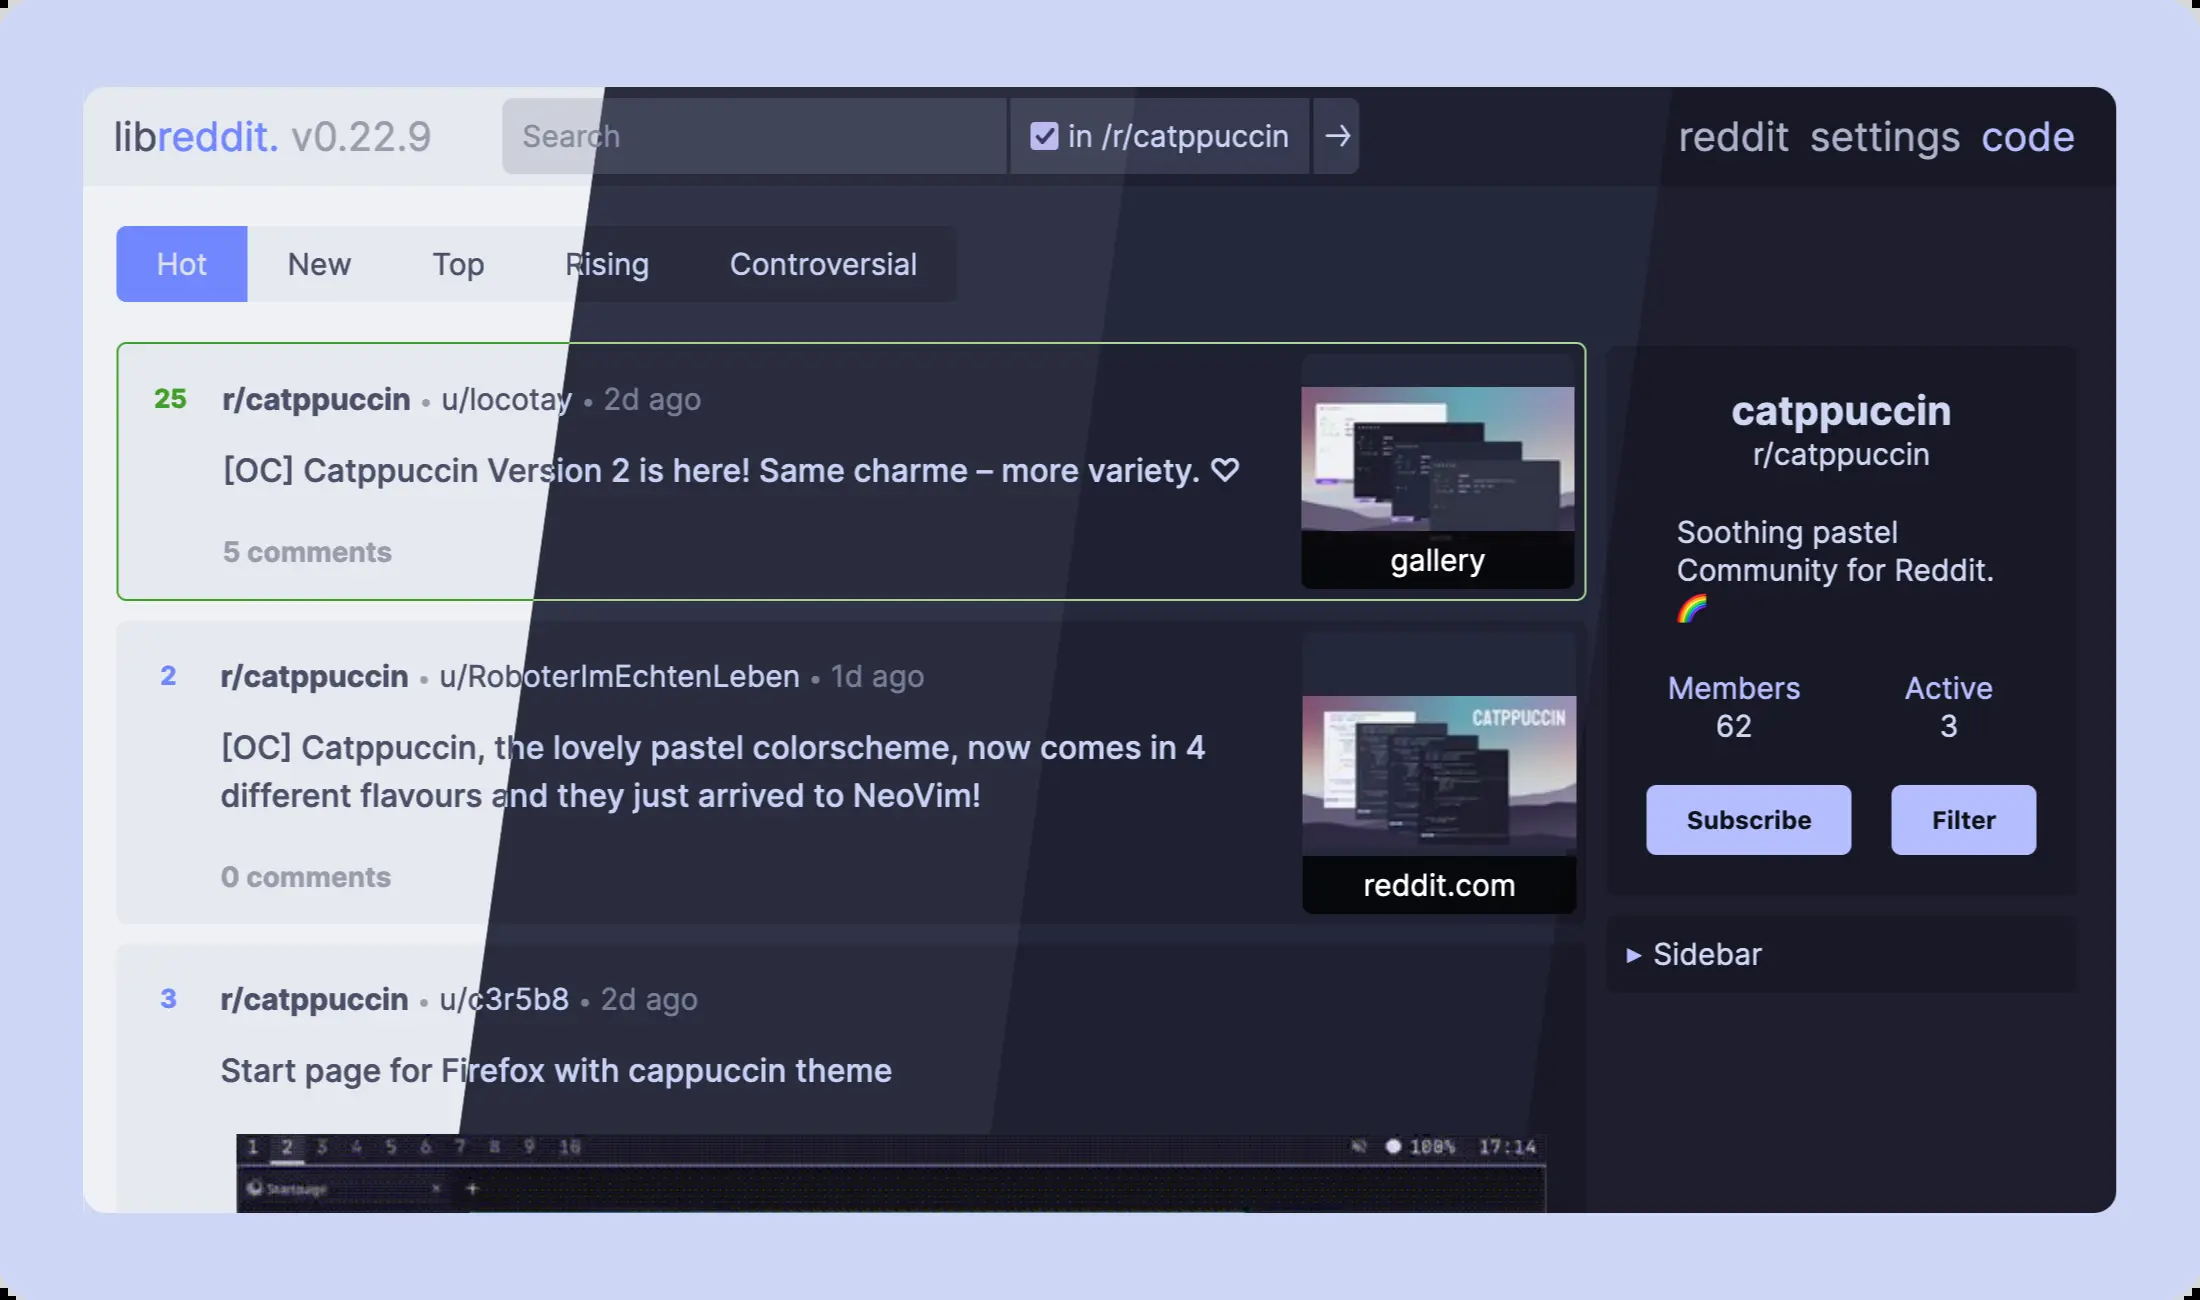 libreddit. v0.22.9
Search
in /r/catppuccin
→
reddit settings code
Hot New Top Rising Controversial
25 r/catppuccin • u/locotay • 2d ago
[OC] Catppuccin Version 2 is here! Same charme – more variety. ♡
5 comments
gallery
2 r/catppuccin • u/RoboterImEchtenLeben • 1d ago
[OC] Catppuccin, the lovely pastel colorscheme, now comes in 4
different flavours and they just arrived to NeoVim!
0 comments
CATPPUCCIN
reddit.com
3 r/catppuccin • u/c3r5b8 • 2d ago
Start page for Firefox with cappuccin theme
1 2 3 4 5 6 7 8 9 10 100% 17:14
Startpage × +
catppuccin
r/catppuccin
Soothing pastel
Community for Reddit.
🌈
Members Active
62 3
Subscribe Filter
▸ Sidebar